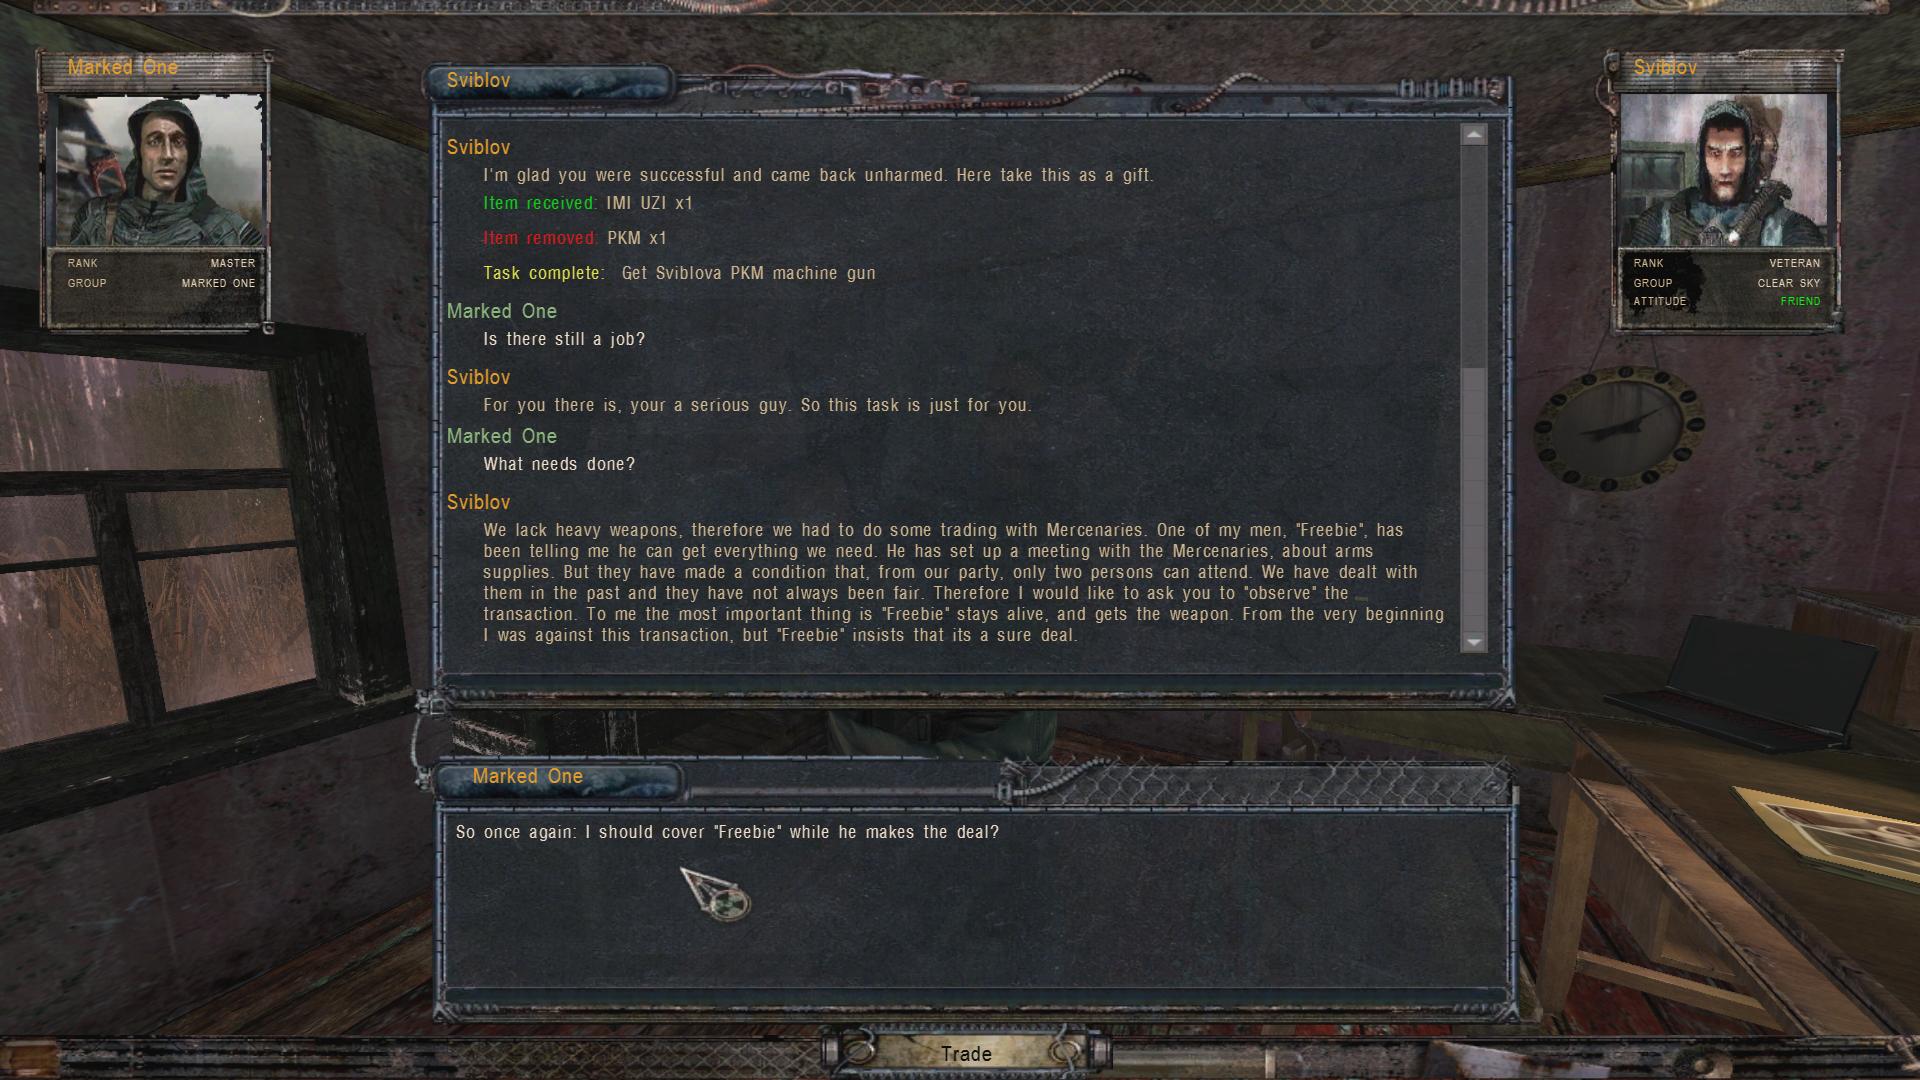 Marked One
RANK MASTER
GROUP MARKED ONE
Sviblov
Sviblov
I'm glad you were successful and came back unharmed. Here take this as a gift.
Item received: IMI UZI x1
Item removed: PKM x1
Task complete: Get Sviblova PKM machine gun
Marked One
Is there still a job?
Sviblov
For you there is, your a serious guy. So this task is just for you.
Marked One
What needs done?
Sviblov
We lack heavy weapons, therefore we had to do some trading with Mercenaries. One of my men, "Freebie", has
been telling me he can get everything we need. He has set up a meeting with the Mercenaries, about arms
supplies. But they have made a condition that, from our party, only two persons can attend. We have dealt with
them in the past and they have not always been fair. Therefore I would like to ask you to "observe" the
transaction. To me the most important thing is "Freebie" stays alive, and gets the weapon. From the very beginning
I was against this transaction, but "Freebie" insists that its a sure deal.
Sviblov
RANK VETERAN
GROUP CLEAR SKY
ATTITUDE FRIEND
Marked One
So once again: I should cover "Freebie" while he makes the deal?
Trade